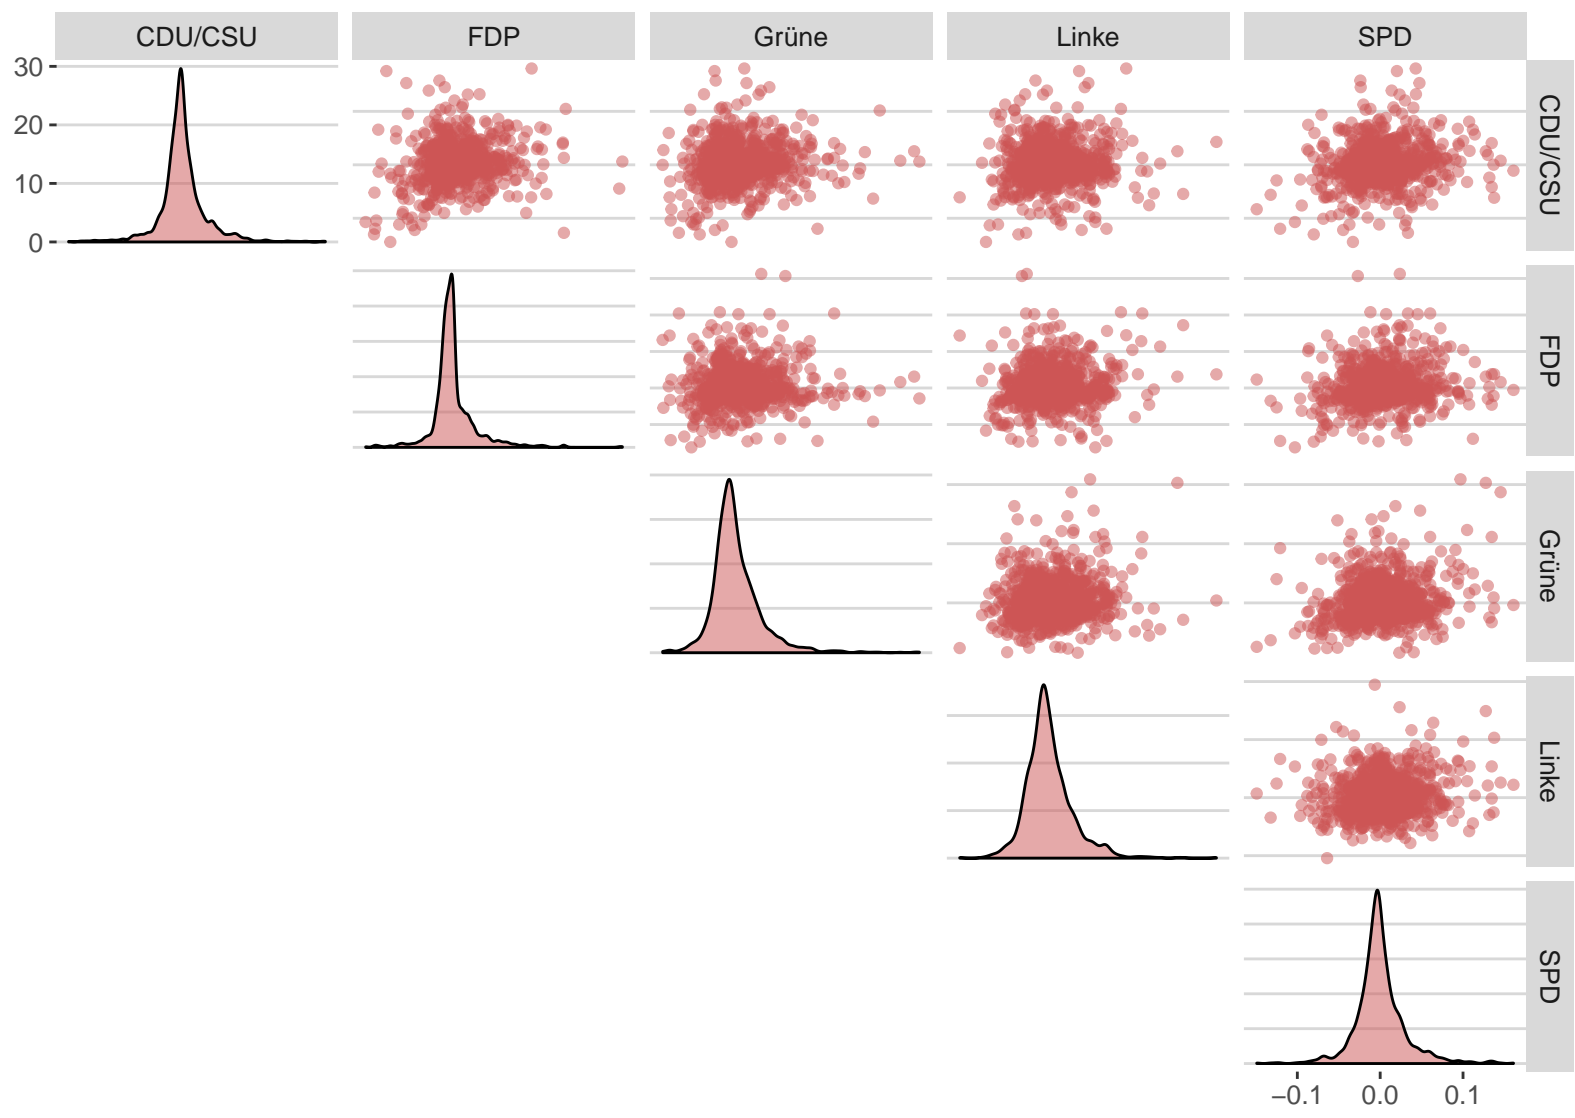 CDU/CSU FDP Grüne Linke SPD
30
20
10
0
CDU/CSU
FDP
Grüne
Linke
SPD
−0.1 0.0 0.1